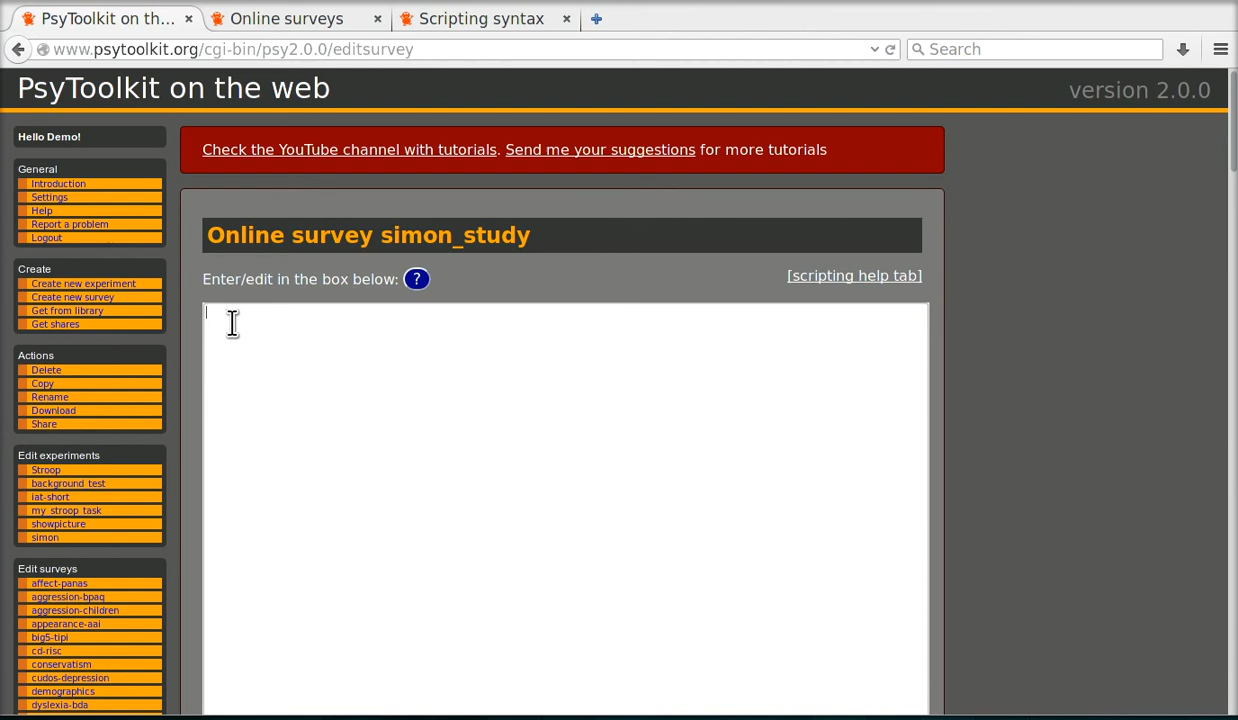 PsyToolkit on th... × Online surveys × Scripting syntax ×
www.psytoolkit.org/cgi-bin/psy2.0.0/editsurvey Search
PsyToolkit on the web version 2.0.0
Hello Demo!
General
Introduction
Settings
Help
Report a problem
Logout
Create
Create new experiment
Create new survey
Get from library
Get shares
Actions
Delete
Copy
Rename
Download
Share
Edit experiments
Stroop
background test
iat-short
my stroop task
showpicture
simon
Edit surveys
affect-panas
aggression-bpaq
aggression-children
appearance-aai
big5-tipi
cd-risc
conservatism
cudos-depression
demographics
dyslexia-bda
Check the YouTube channel with tutorials. Send me your suggestions for more tutorials
Online survey simon_study
Enter/edit in the box below: ? [scripting help tab]